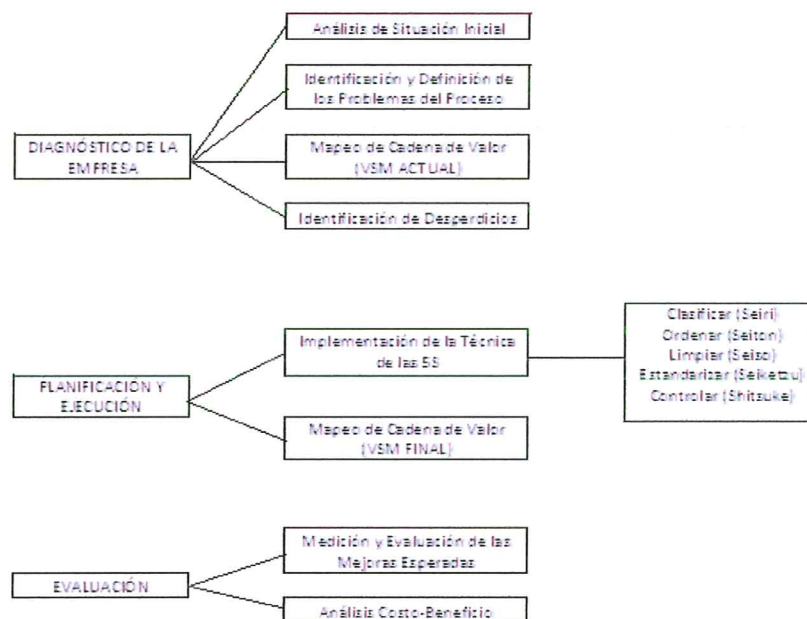 Análisis de Situación Inicial
Identificación y Definición de
los Problemas del Proceso
DIAGNÓSTICO DE LA
EMPRESA
Mapeo de Cadena de Valor
(VSM ACTUAL)
Identificación de Desperdicios
Implementación de la Técnica
de las 5S
Clasificar (Seiri)
Ordenar (Seiton)
Limpiar (Seiso)
Estandarizar (Seiketzu)
Controlar (Shitsuke)
PLANIFICACIÓN Y
EJECUCIÓN
Mapeo de Cadena de Valor
(VSM FINAL)
Medición y Evaluación de las
Mejoras Esperadas
EVALUACIÓN
Análisis Costo-Beneficio